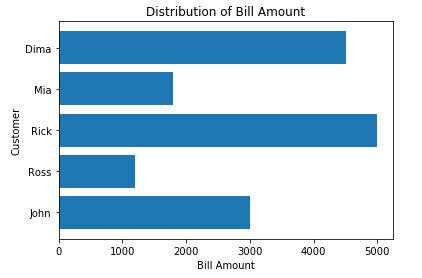 Distribution of Bill Amount
Dima
Mia
Rick
Ross
John
Customer
0 1000 2000 3000 4000 5000
Bill Amount